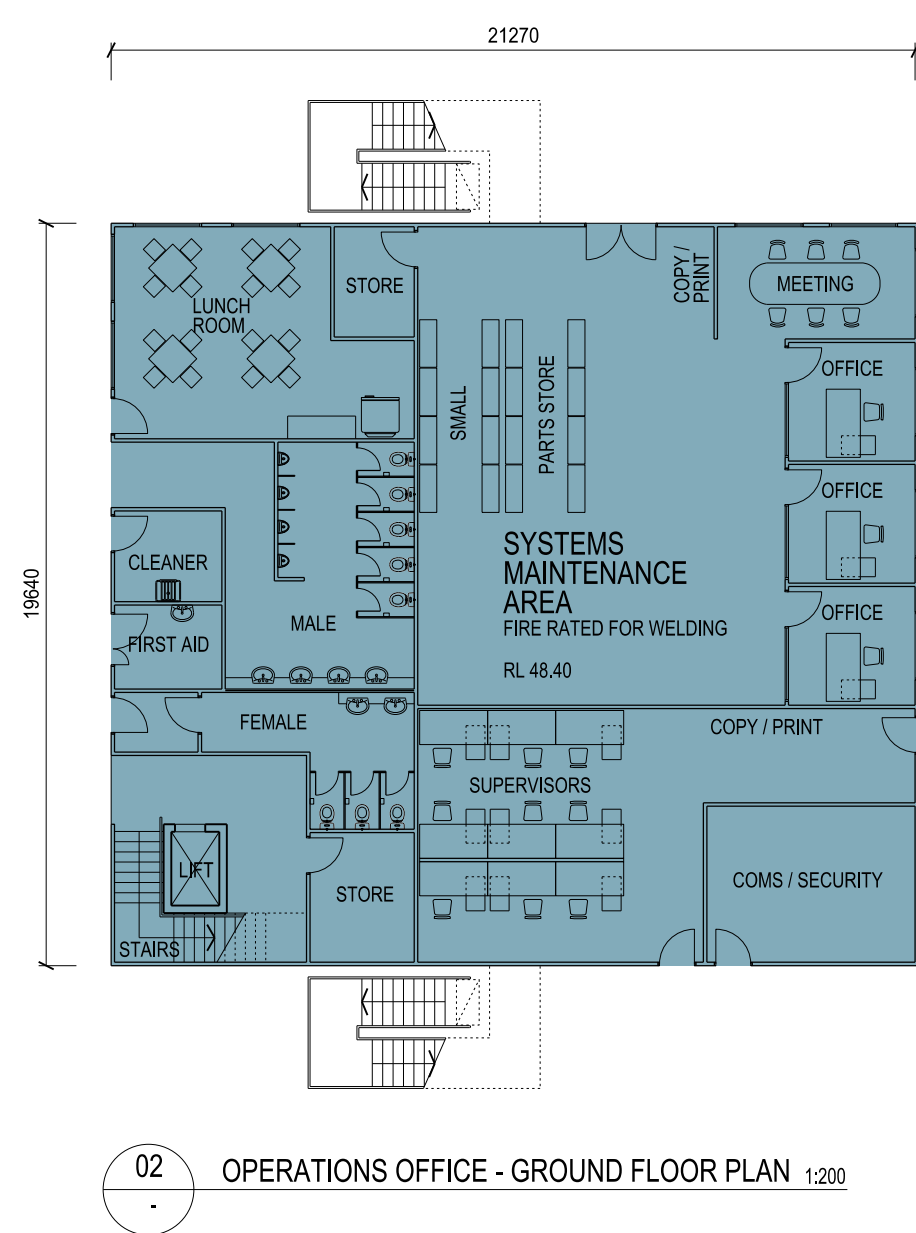 21270
19640
LUNCH
ROOM
STORE
COPY /
PRINT
MEETING
OFFICE
SMALL
PARTS STORE
OFFICE
SYSTEMS
MAINTENANCE
AREA
FIRE RATED FOR WELDING
RL 48.40
CLEANER
FIRST AID
MALE
OFFICE
FEMALE
COPY / PRINT
SUPERVISORS
LIFT
STORE
COMS / SECURITY
STAIRS
02
-
OPERATIONS OFFICE - GROUND FLOOR PLAN 1:200